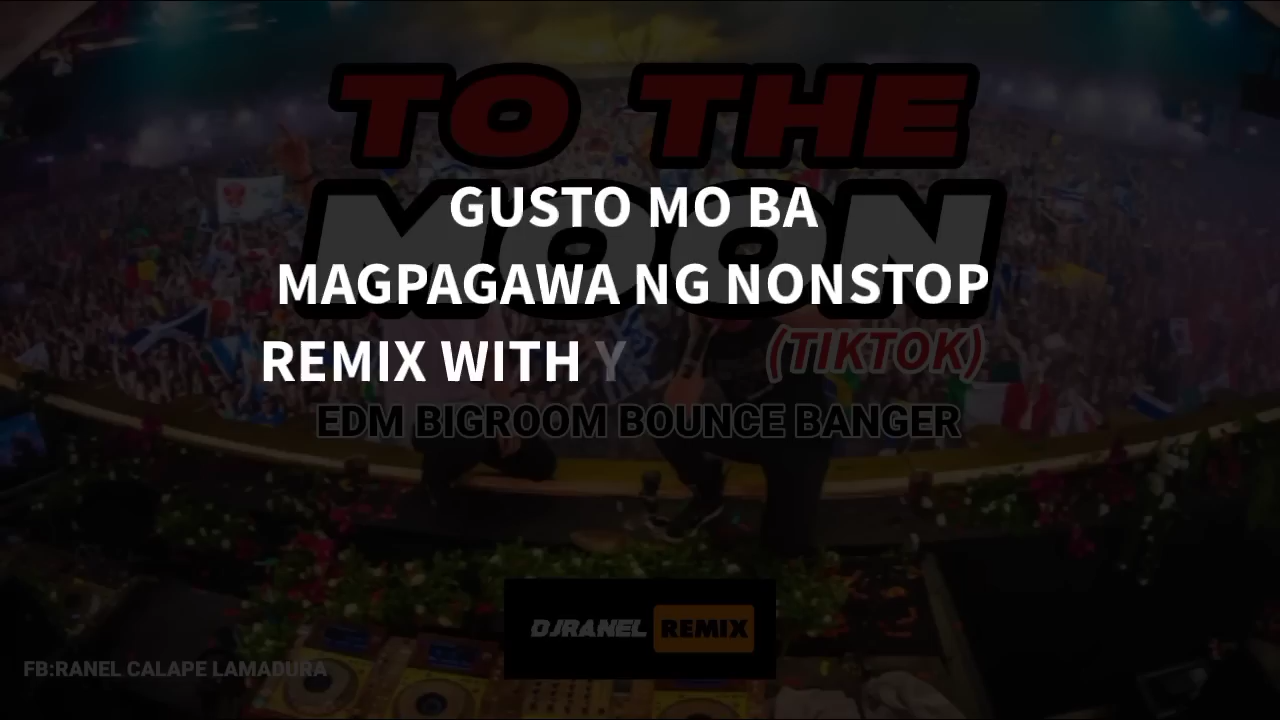 TO THE
MOON
GUSTO MO BA
MAGPAGAWA NG NONSTOP
REMIX WITH Y
(TIKTOK)
EDM BIGROOM BOUNCE BANGER
DJRANEL REMIX
FB:RANEL CALAPE LAMADURA